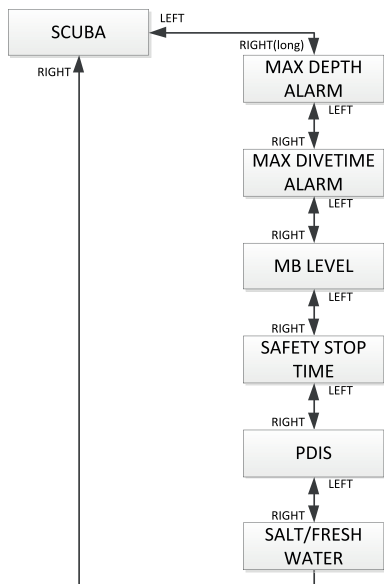 SCUBA
LEFT
RIGHT(long)
RIGHT
MAX DEPTH
ALARM
LEFT
RIGHT
MAX DIVETIME
ALARM
LEFT
RIGHT
MB LEVEL
LEFT
RIGHT
SAFETY STOP
TIME
LEFT
RIGHT
PDIS
LEFT
RIGHT
SALT/FRESH
WATER